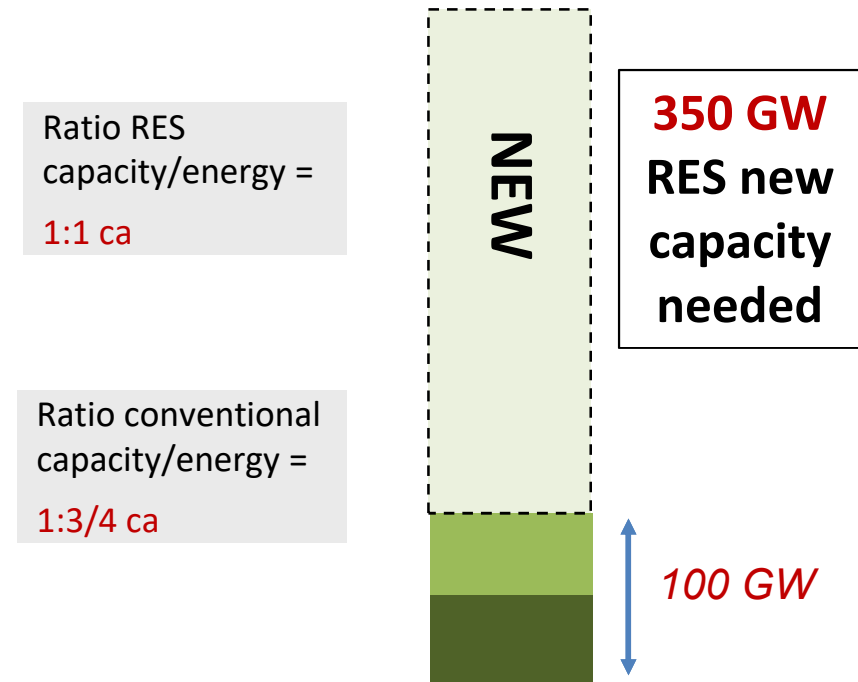 Ratio RES
capacity/energy =
1:1 ca
NEW
350 GW
RES new
capacity
needed
Ratio conventional
capacity/energy =
1:3/4 ca
100 GW